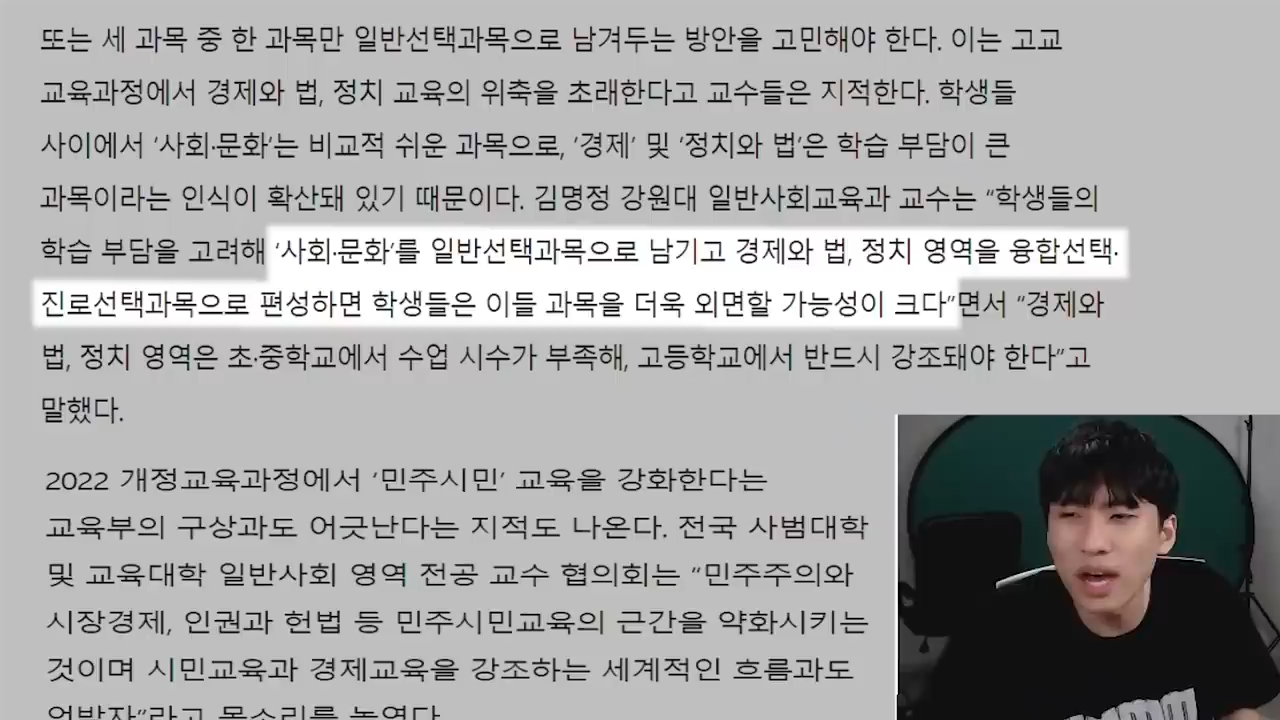 또는 세 과목 중 한 과목만 일반선택과목으로 남겨두는 방안을 고민해야 한다. 이는 고교
교육과정에서 경제와 법, 정치 교육의 위축을 초래한다고 교수들은 지적한다. 학생들
사이에서 ‘사회·문화’는 비교적 쉬운 과목으로, ‘경제’ 및 ‘정치와 법’은 학습 부담이 큰
과목이라는 인식이 확산돼 있기 때문이다. 김명정 강원대 일반사회교육과 교수는 “학생들의
학습 부담을 고려해 ‘사회·문화’를 일반선택과목으로 남기고 경제와 법, 정치 영역을 융합선택·
진로선택과목으로 편성하면 학생들은 이들 과목을 더욱 외면할 가능성이 크다”면서 “경제와
법, 정치 영역은 초·중학교에서 수업 시수가 부족해, 고등학교에서 반드시 강조돼야 한다”고
말했다.
2022 개정교육과정에서 ‘민주시민’ 교육을 강화한다는
교육부의 구상과도 어긋난다는 지적도 나온다. 전국 사범대학
및 교육대학 일반사회 영역 전공 교수 협의회는 “민주주의와
시장경제, 인권과 헌법 등 민주시민교육의 근간을 약화시키는
것이며 시민교육과 경제교육을 강조하는 세계적인 흐름과도
목소리를 높였다